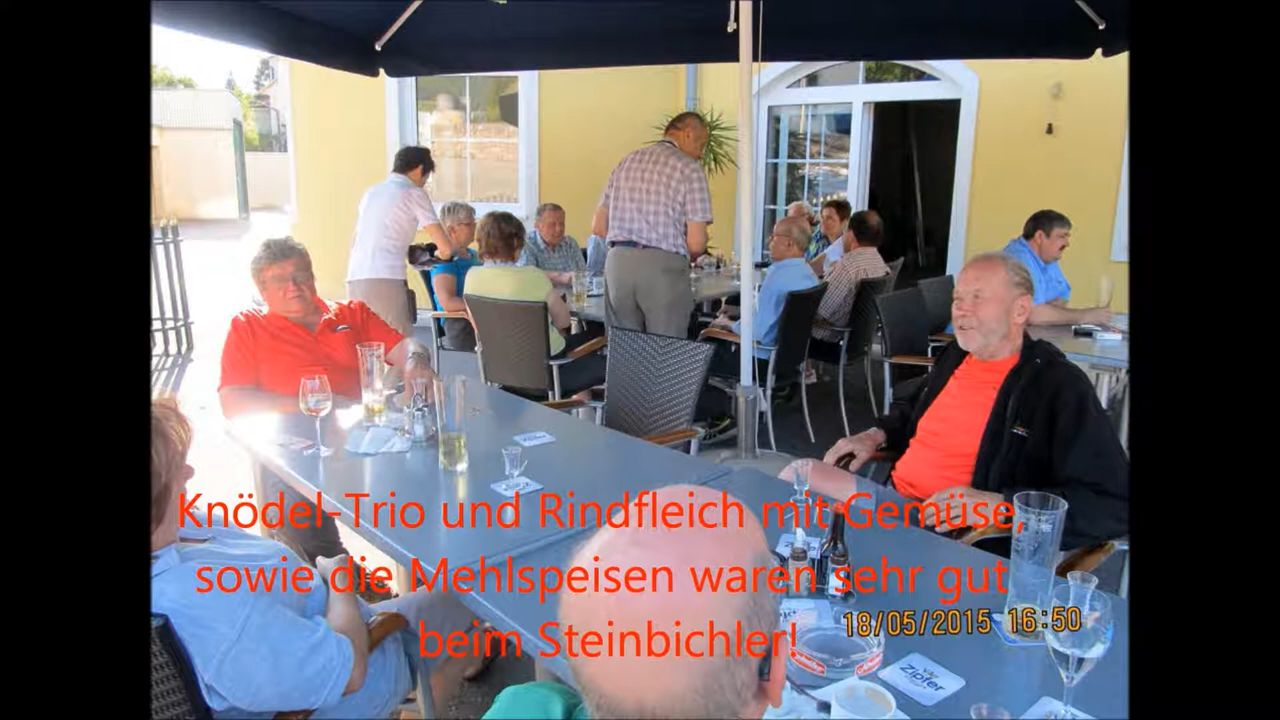 Knödel-Trio und Rindfleich mit Gemüse,
sowie die Mehlspeisen waren sehr gut
beim Steinbichler!
18/05/2015 16:50
Zipfer